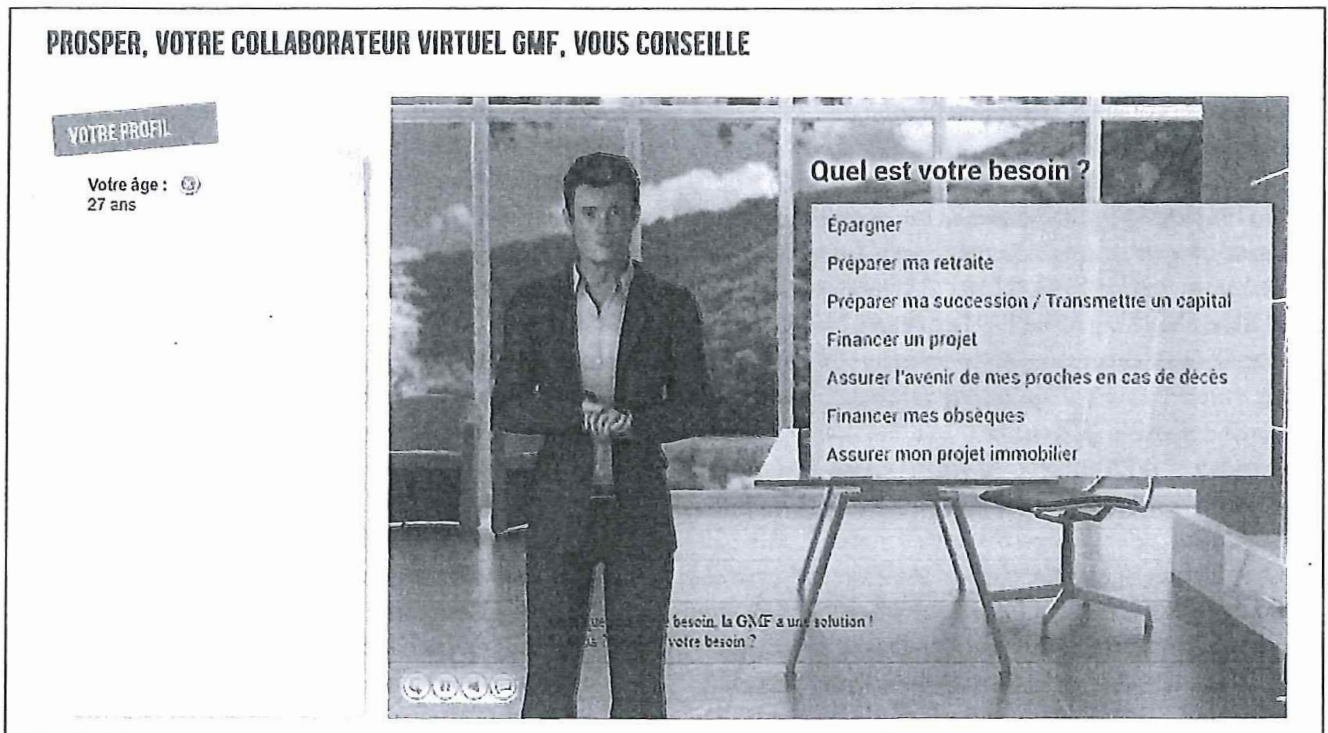 PROSPER, VOTRE COLLABORATEUR VIRTUEL GMF, VOUS CONSEILLE
VOTRE PROFIL
Votre âge :
27 ans
Quel est votre besoin ?
Épargner
Préparer ma retraite
Préparer ma succession / Transmettre un capital
Financer un projet
Assurer l'avenir de mes proches en cas de décès
Financer mes obsèques
Assurer mon projet immobilier
besoin, la GMF a une solution !
votre besoin ?